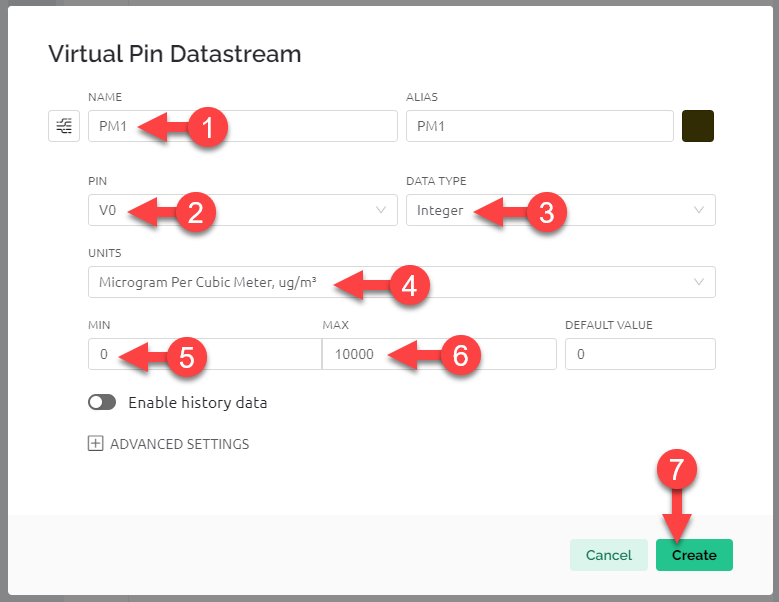 Virtual Pin Datastream
NAME ALIAS
PM1 1 PM1
PIN DATA TYPE
V0 2 Integer 3
UNITS
Microgram Per Cubic Meter, ug/m³ 4
MIN MAX DEFAULT VALUE
0 5 10000 6 0
Enable history data
ADVANCED SETTINGS
7
Cancel Create